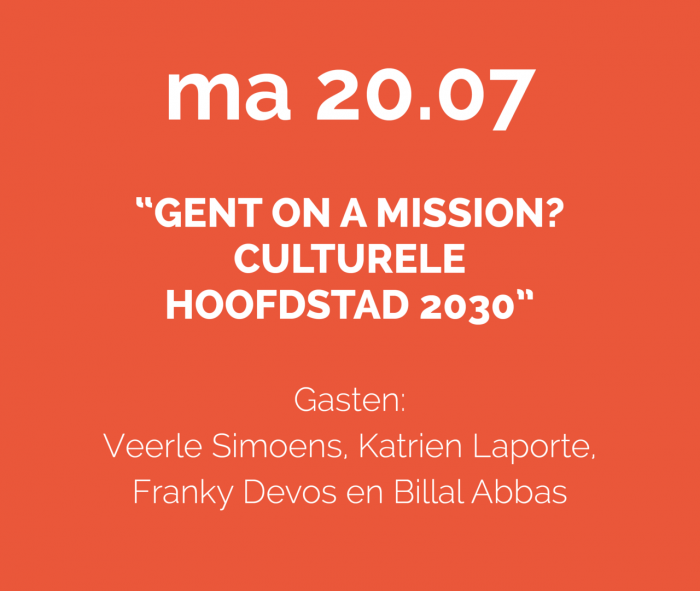 ma 20.07
“GENT ON A MISSION?
CULTURELE
HOOFDSTAD 2030”
Gasten:
Veerle Simoens, Katrien Laporte,
Franky Devos en Billal Abbas